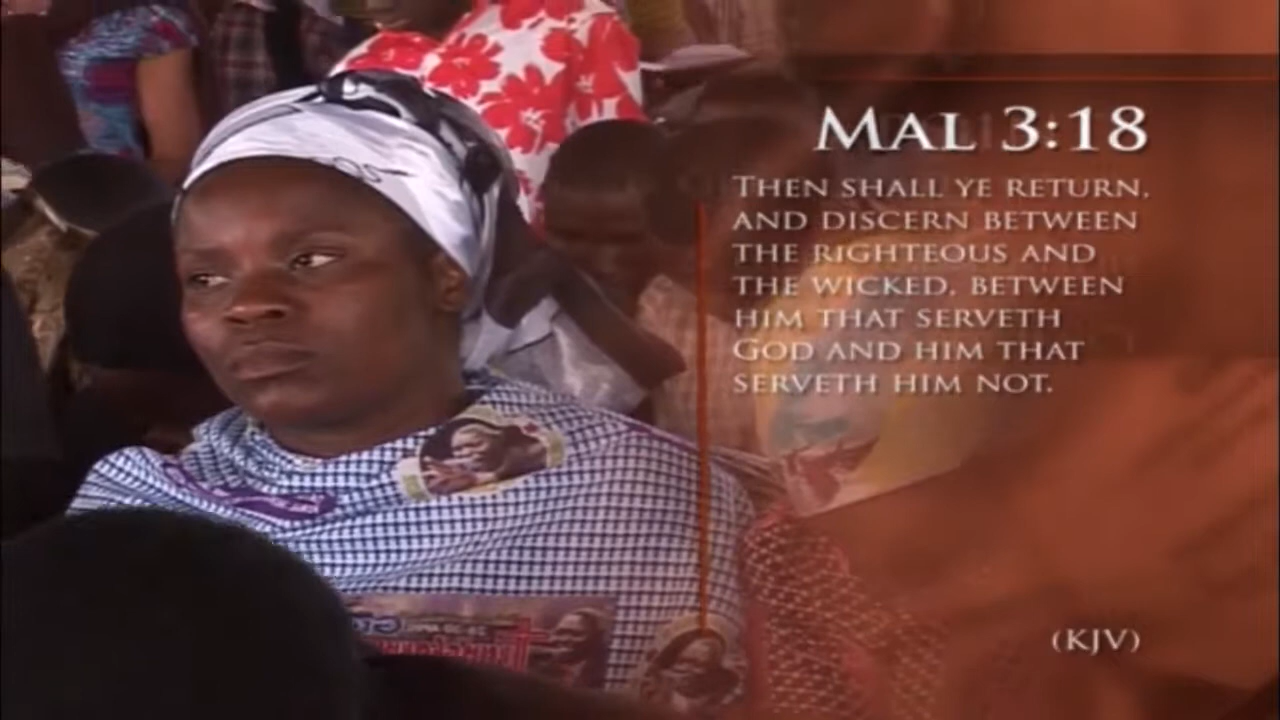 Mal 3:18
Then shall ye return,
and discern between
the righteous and
the wicked, between
him that serveth
God and him that
serveth him not.
(KJV)